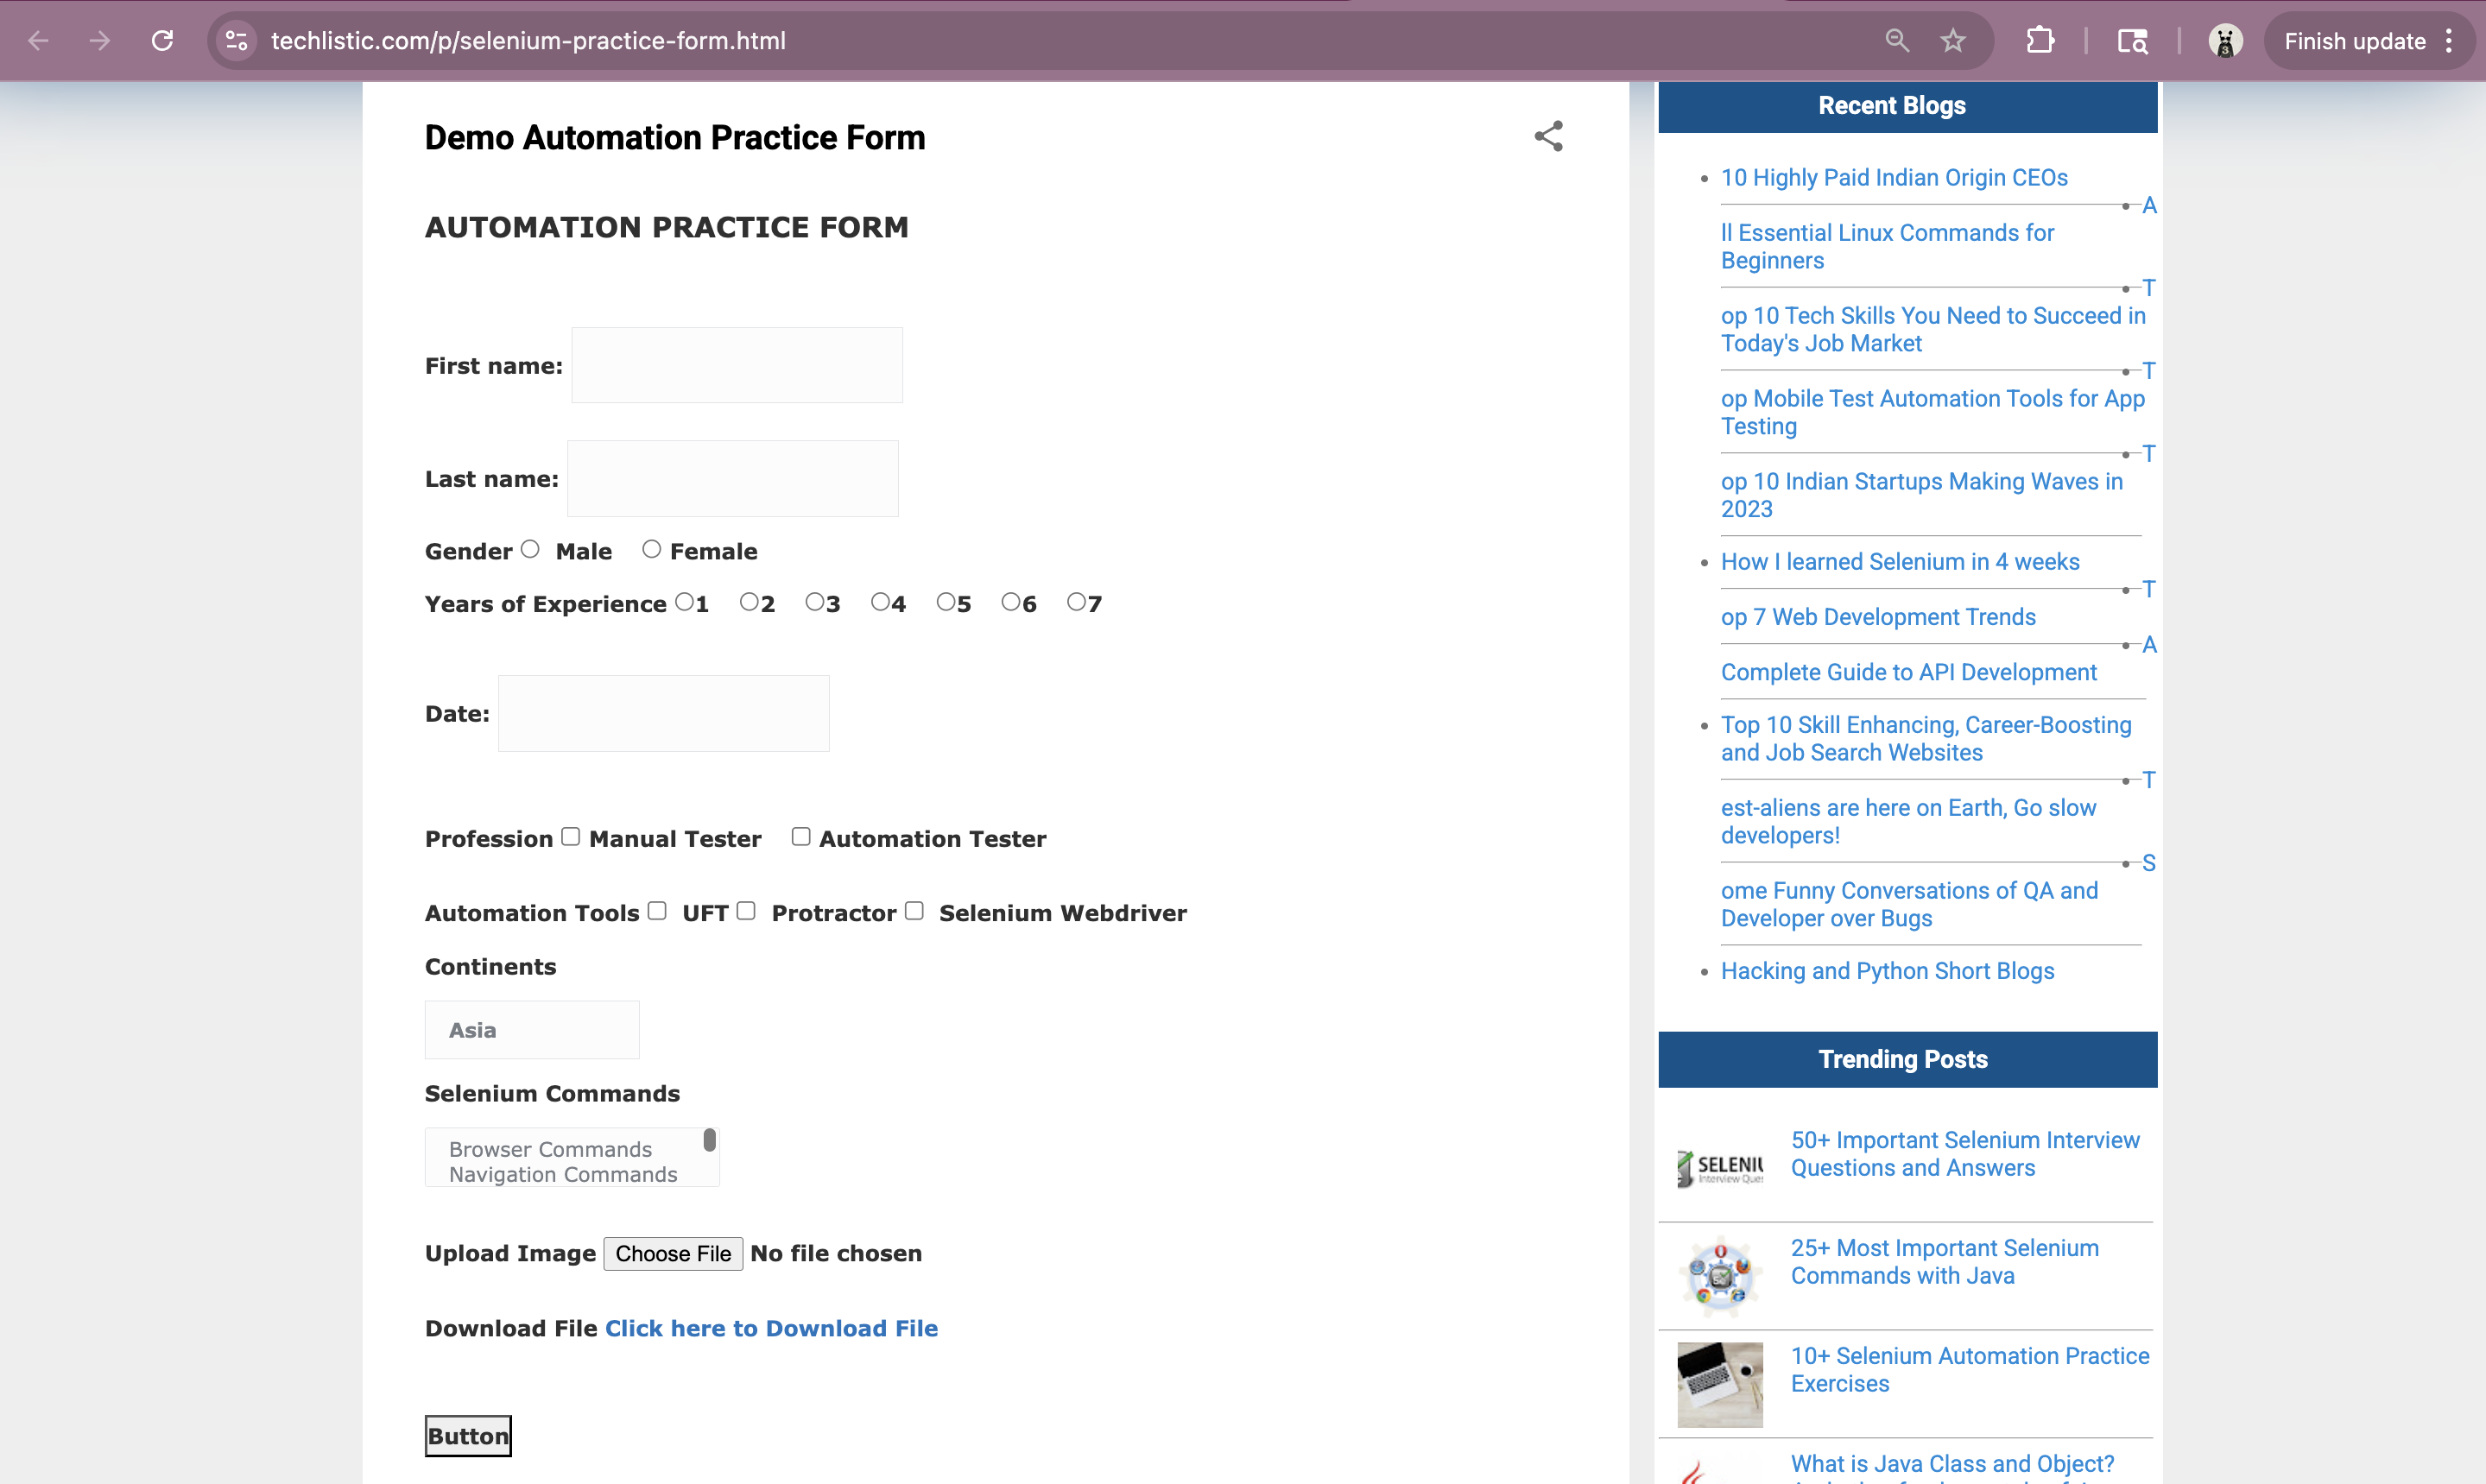 techlistic.com/p/selenium-practice-form.html
Finish update
Demo Automation Practice Form
AUTOMATION PRACTICE FORM
First name:
Last name:
Gender Male Female
Years of Experience 1 2 3 4 5 6 7
Date:
Profession Manual Tester Automation Tester
Automation Tools UFT Protractor Selenium Webdriver
Continents
Asia
Selenium Commands
Browser Commands
Navigation Commands
Upload Image Choose File No file chosen
Download File Click here to Download File
Button
Recent Blogs
10 Highly Paid Indian Origin CEOs
A
ll Essential Linux Commands for
Beginners
T
op 10 Tech Skills You Need to Succeed in
Today's Job Market
T
op Mobile Test Automation Tools for App
Testing
T
op 10 Indian Startups Making Waves in
2023
How I learned Selenium in 4 weeks
T
op 7 Web Development Trends
A
Complete Guide to API Development
Top 10 Skill Enhancing, Career-Boosting
and Job Search Websites
T
est-aliens are here on Earth, Go slow
developers!
S
ome Funny Conversations of QA and
Developer over Bugs
Hacking and Python Short Blogs
Trending Posts
SELENIU
Interview Ques
50+ Important Selenium Interview
Questions and Answers
25+ Most Important Selenium
Commands with Java
10+ Selenium Automation Practice
Exercises
What is Java Class and Object?